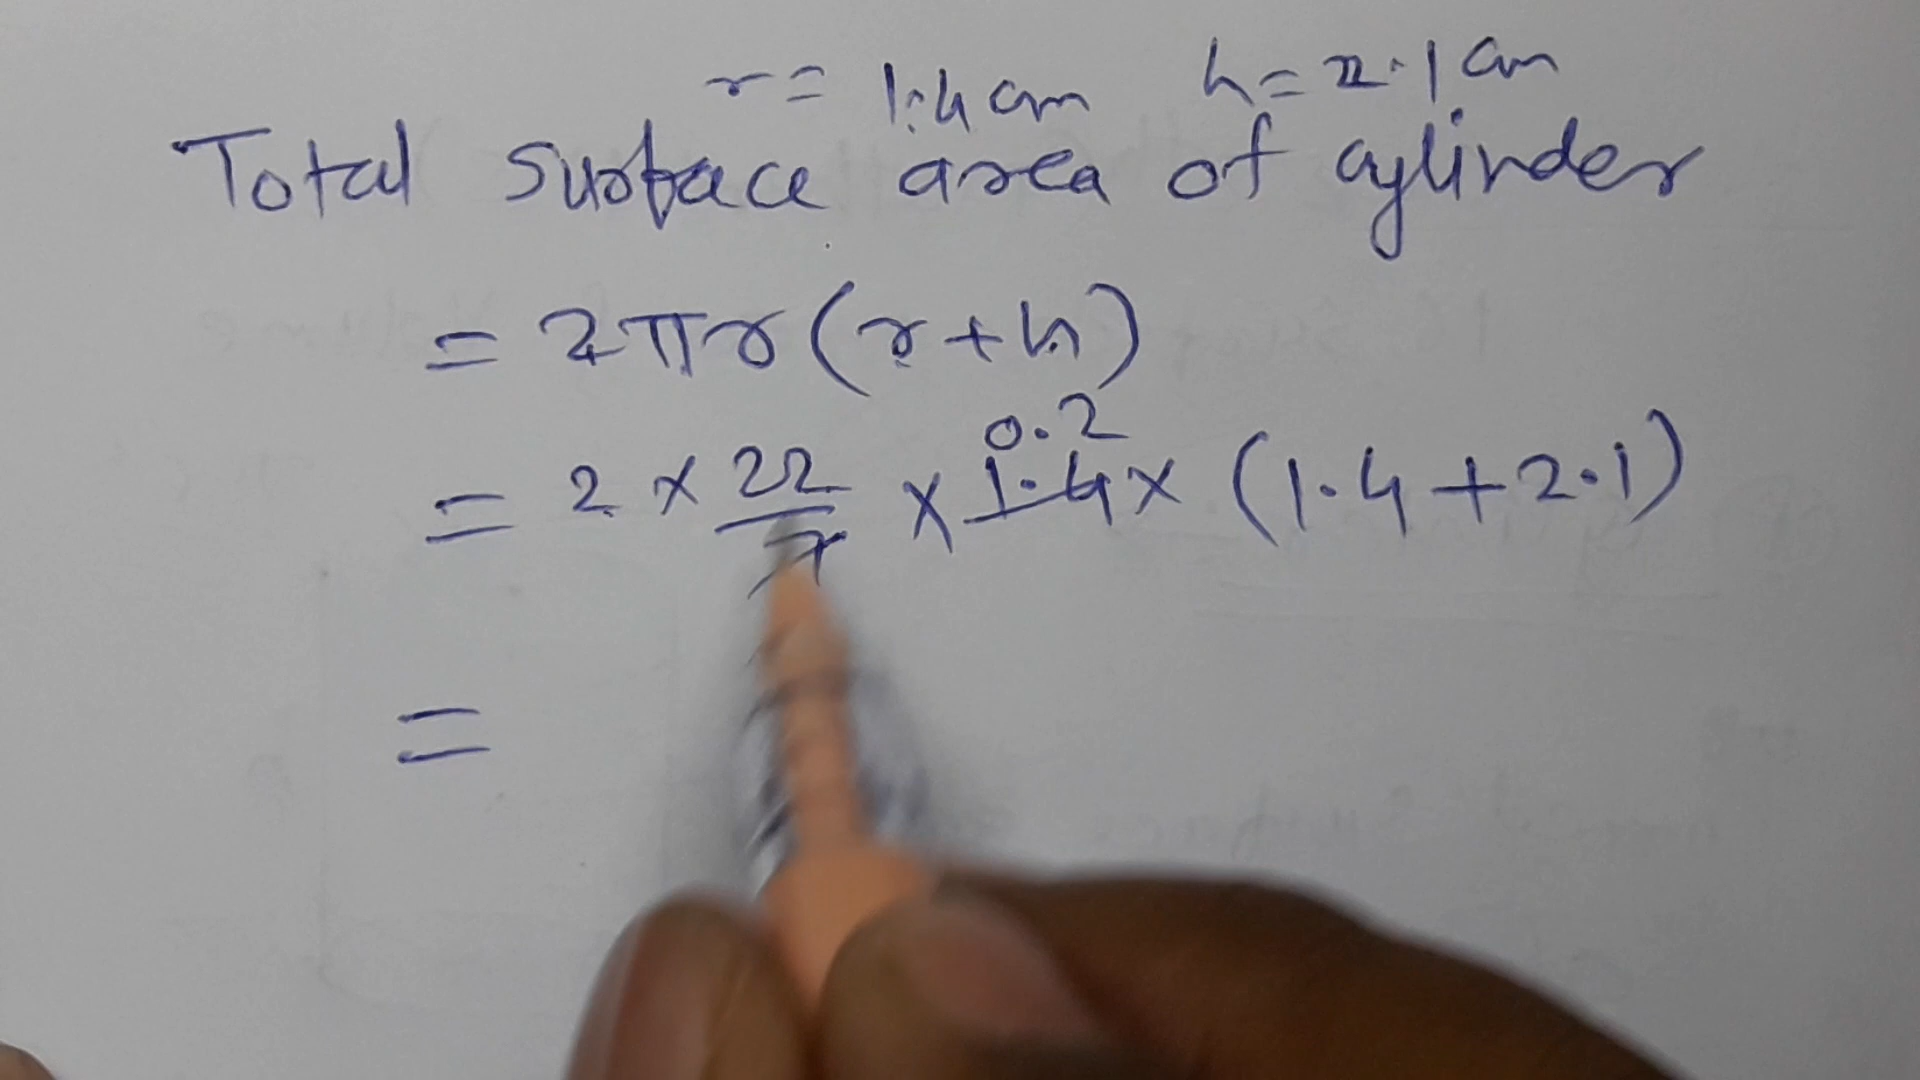 r = 1.4 cm h = 2.1 cm
Total surface area of cylinder
= 2πr (r + h)
0.2
= 2 × 22/7 × 1.4 × (1.4 + 2.1)
=